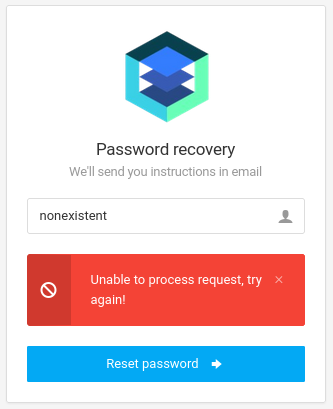 Password recovery
We'll send you instructions in email
nonexistent
Unable to process request, try
again!
Reset password